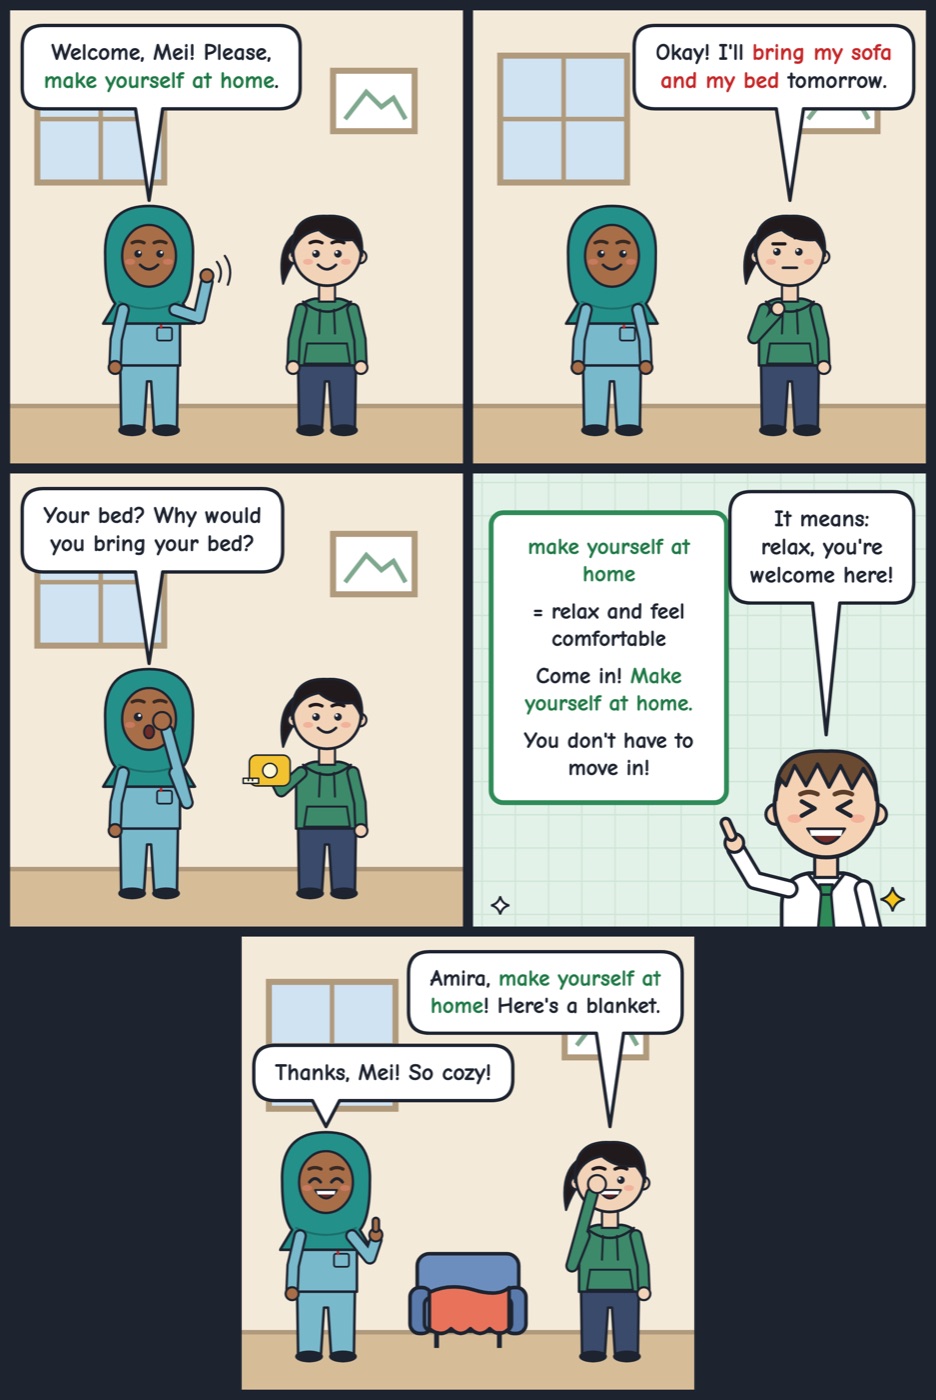 Welcome, Mei! Please,
make yourself at home.
Okay! I'll bring my sofa
and my bed tomorrow.
Your bed? Why would
you bring your bed?
make yourself at
home
= relax and feel
comfortable
Come in! Make
yourself at home.
You don't have to
move in!
It means:
relax, you're
welcome here!
Amira, make yourself at
home! Here's a blanket.
Thanks, Mei! So cozy!